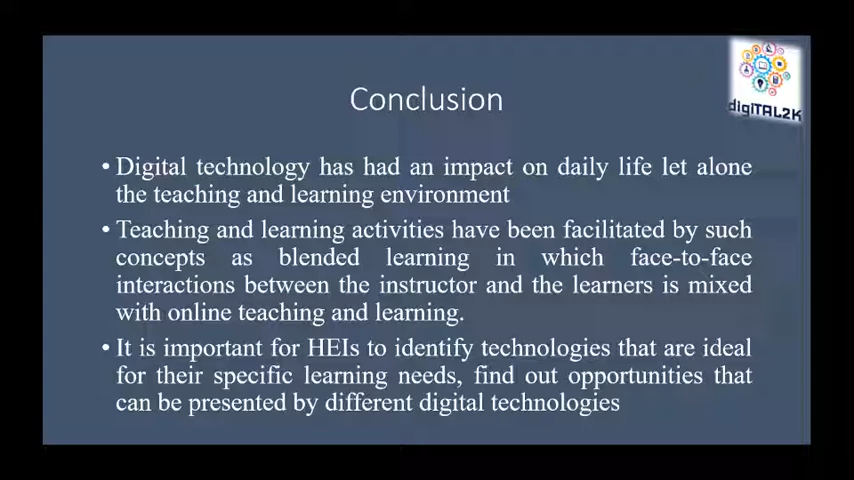 digiTAL2K
Conclusion
• Digital technology has had an impact on daily life let alone
the teaching and learning environment
• Teaching and learning activities have been facilitated by such
concepts as blended learning in which face-to-face
interactions between the instructor and the learners is mixed
with online teaching and learning.
• It is important for HEIs to identify technologies that are ideal
for their specific learning needs, find out opportunities that
can be presented by different digital technologies